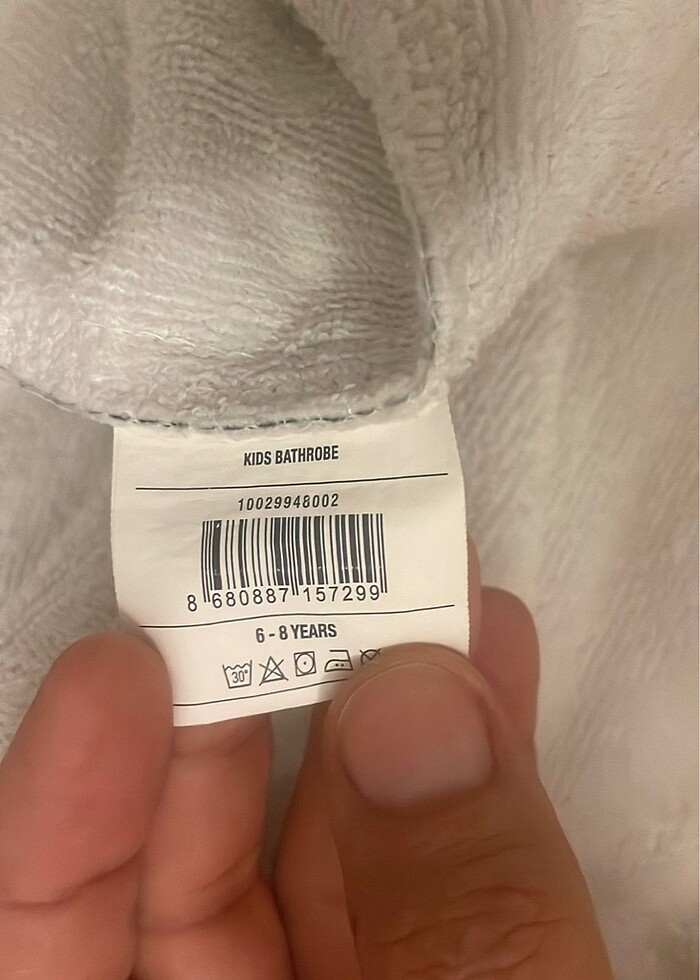 KIDS BATHROBE
10029948002
8 680887 157299
6 - 8 YEARS
30°